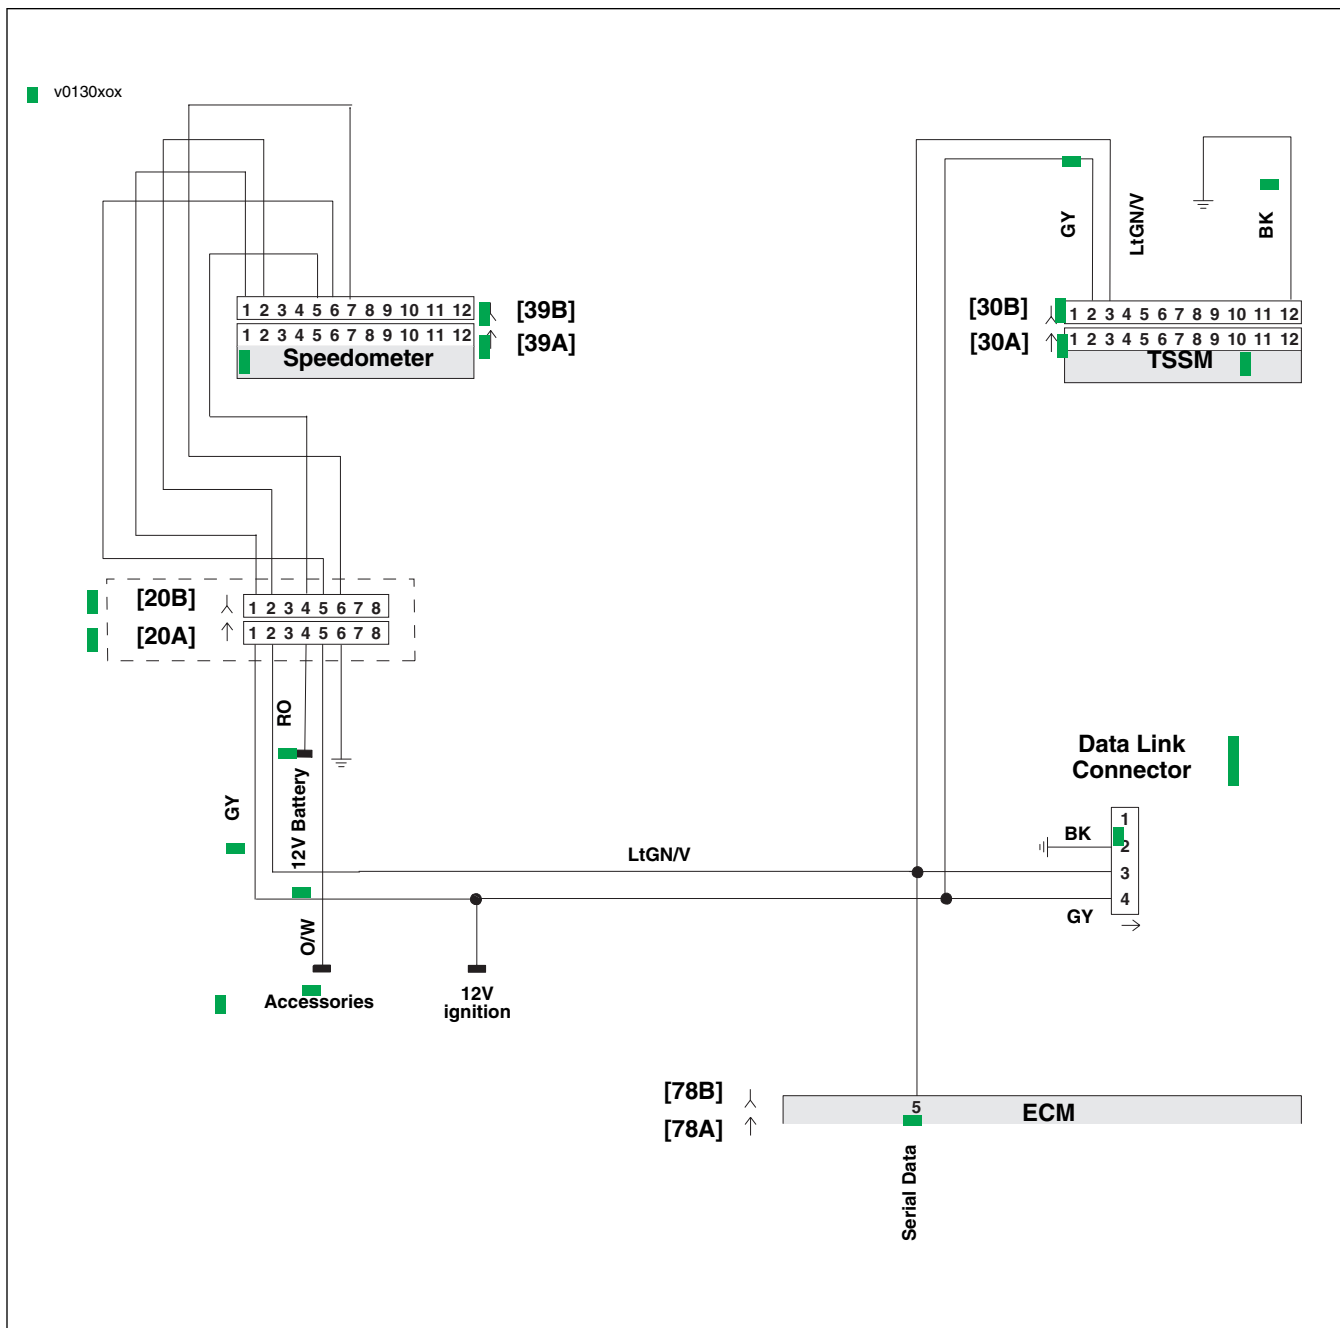 v0130xox
GY
LtGN/V
BK
1 2 3 4 5 6 7 8 9 10 11 12
[39B]
1 2 3 4 5 6 7 8 9 10 11 12
[39A]
Speedometer
[30B]
1 2 3 4 5 6 7 8 9 10 11 12
[30A]
1 2 3 4 5 6 7 8 9 10 11 12
TSSM
[20B]
1 2 3 4 5 6 7 8
[20A]
1 2 3 4 5 6 7 8
RO
GY
12V Battery
O/W
Accessories
12V
ignition
LtGN/V
Data Link
Connector
BK
GY
1
2
3
4
[78B]
[78A]
5
ECM
Serial Data